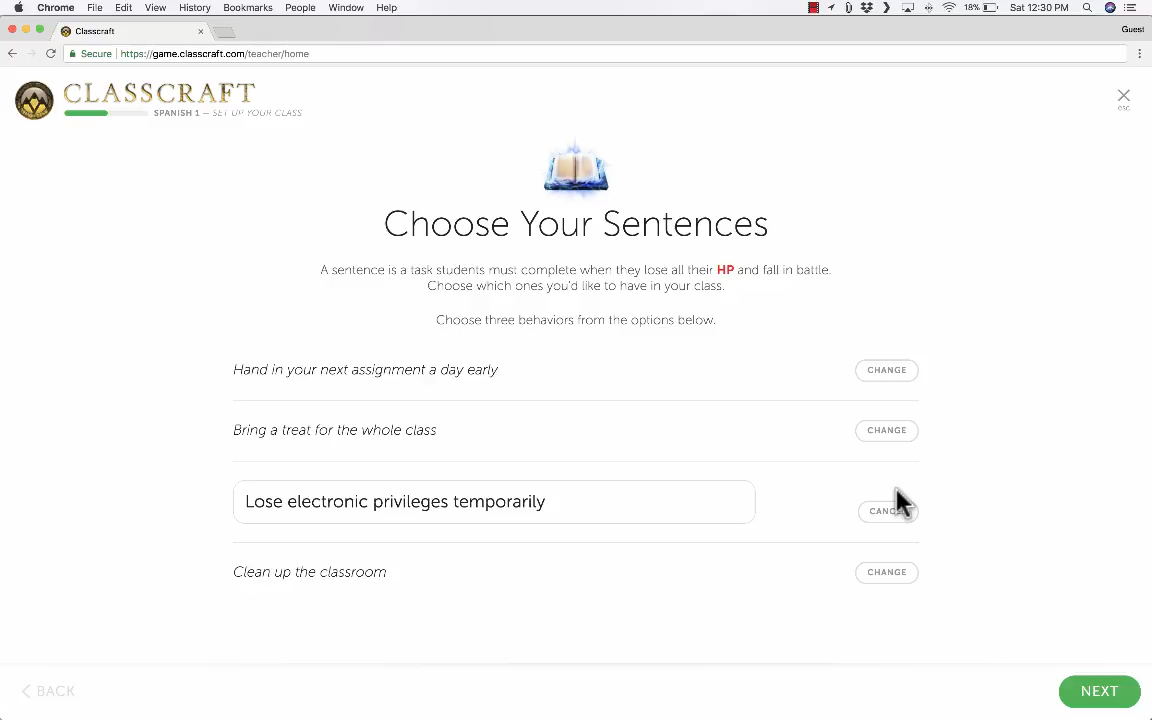 Chrome File Edit View History Bookmarks People Window Help 18% Sat 12:30 PM
Classcraft Guest
Secure https://game.classcraft.com/teacher/home
CLASSCRAFT
SPANISH 1 – SET UP YOUR CLASS
esc
Choose Your Sentences
A sentence is a task students must complete when they lose all their HP and fall in battle.
Choose which ones you'd like to have in your class.
Choose three behaviors from the options below.
Hand in your next assignment a day early CHANGE
Bring a treat for the whole class CHANGE
Lose electronic privileges temporarily
Clean up the classroom CHANGE
BACK NEXT